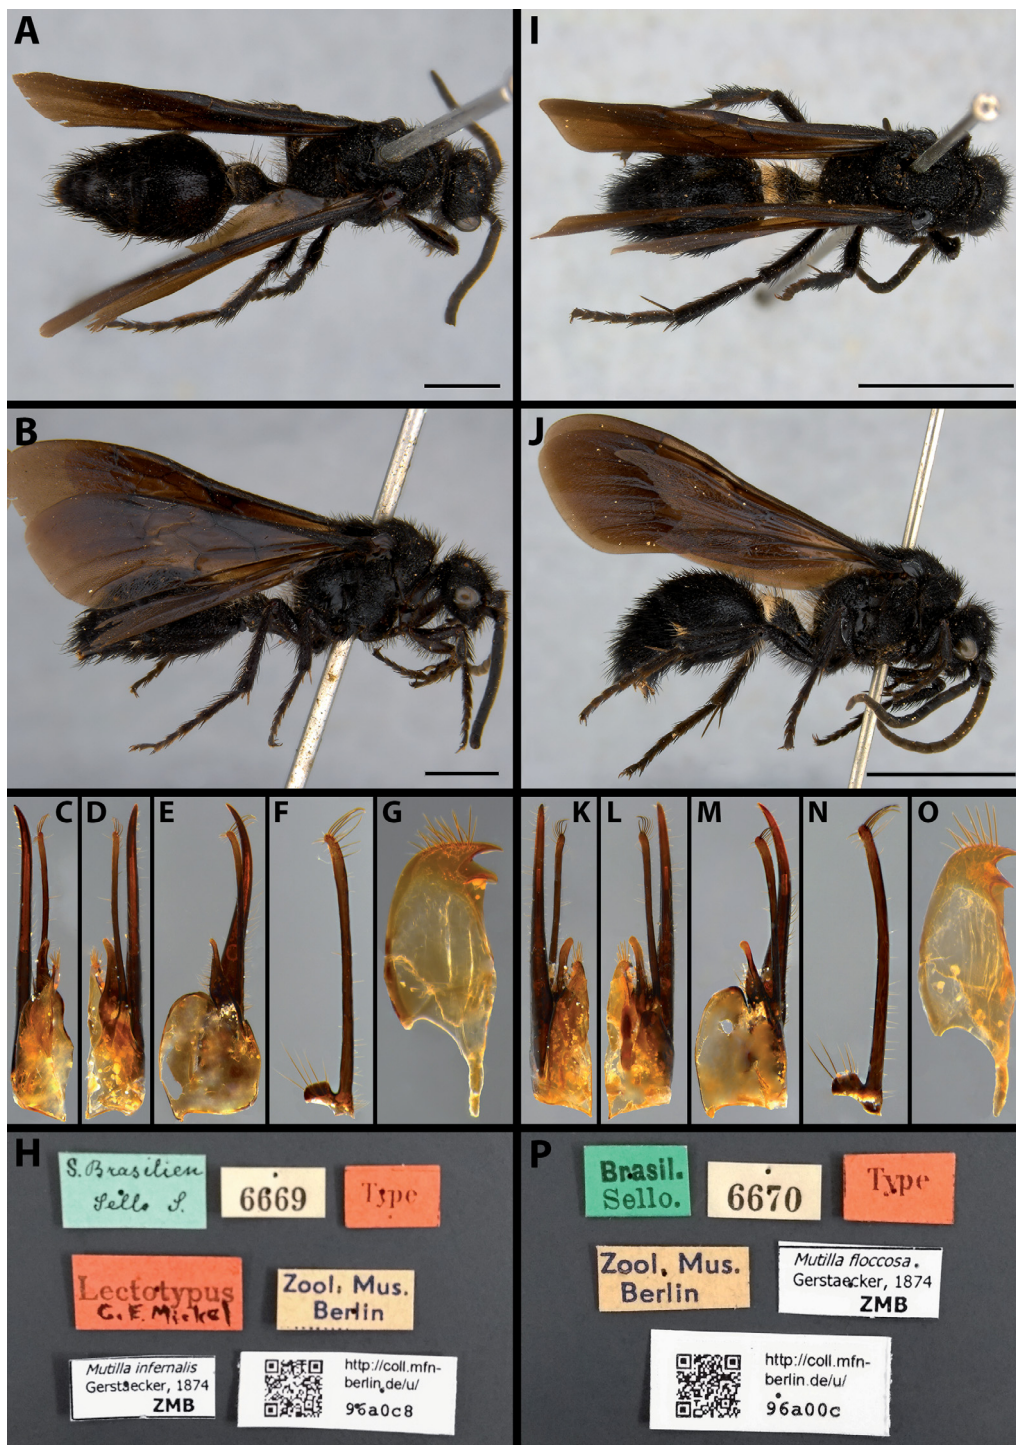 A
I
B
J
C
D
E
F
G
K
L
M
N
O
H
S. Brasilien
Sello S.
6669
Type
Lectotypus
C. E. Mickel
Zool. Mus.
Berlin
Mutilla infernalis
Gerstaecker, 1874
ZMB
http://coll.mfn-
berlin.de/u/
96a0c8
P
Brasil.
Sello.
6670
Type
Zool. Mus.
Berlin
Mutilla floccosa.
Gerstaecker, 1874
ZMB
http://coll.mfn-
berlin.de/u/
96a00c